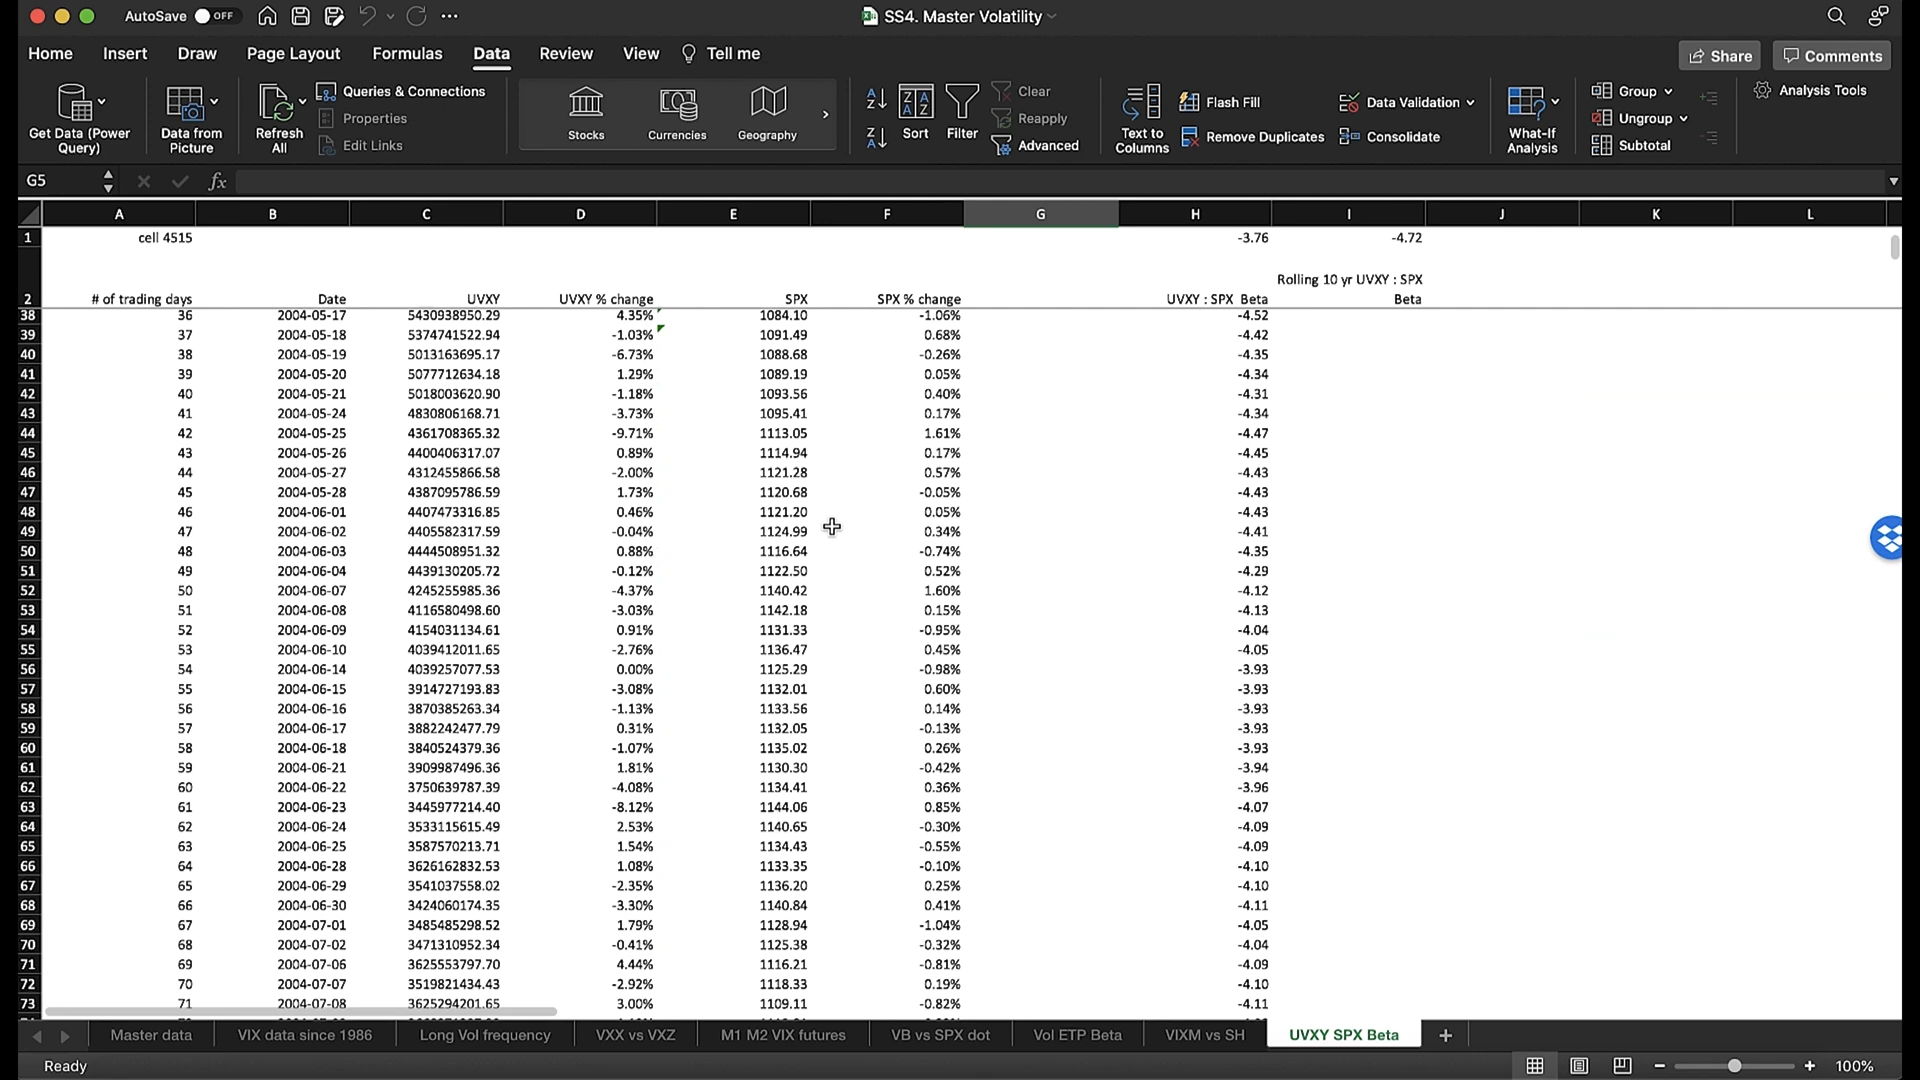 AutoSave OFF SS4. Master Volatility
Home Insert Draw Page Layout Formulas Data Review View Tell me Share Comments
Get Data (Power Query) Data from Picture Refresh All Queries & Connections Properties Edit Links Stocks Currencies Geography Sort Filter Clear Reapply Advanced Text to Columns Flash Fill Remove Duplicates Data Validation Consolidate What-If Analysis Group Ungroup Subtotal Analysis Tools
G5 fx
A B C D E F G H I J K L
1 cell 4515 -3.76 -4.72
Rolling 10 yr UVXY : SPX
2 # of trading days Date UVXY UVXY % change SPX SPX % change UVXY : SPX Beta Beta
38 36 2004-05-17 5430938950.29 4.35% 1084.10 -1.06% -4.52
39 37 2004-05-18 5374741522.94 -1.03% 1091.49 0.68% -4.42
40 38 2004-05-19 5013163695.17 -6.73% 1088.68 -0.26% -4.35
41 39 2004-05-20 5077712634.18 1.29% 1089.19 0.05% -4.34
42 40 2004-05-21 5018003620.90 -1.18% 1093.56 0.40% -4.31
43 41 2004-05-24 4830806168.71 -3.73% 1095.41 0.17% -4.34
44 42 2004-05-25 4361708365.32 -9.71% 1113.05 1.61% -4.47
45 43 2004-05-26 4400406317.07 0.89% 1114.94 0.17% -4.45
46 44 2004-05-27 4312455866.58 -2.00% 1121.28 0.57% -4.43
47 45 2004-05-28 4387095786.59 1.73% 1120.68 -0.05% -4.43
48 46 2004-06-01 4407473316.85 0.46% 1121.20 0.05% -4.43
49 47 2004-06-02 4405582317.59 -0.04% 1124.99 0.34% -4.41
50 48 2004-06-03 4444508951.32 0.88% 1116.64 -0.74% -4.35
51 49 2004-06-04 4439130205.72 -0.12% 1122.50 0.52% -4.29
52 50 2004-06-07 4245255985.36 -4.37% 1140.42 1.60% -4.12
53 51 2004-06-08 4116580498.60 -3.03% 1142.18 0.15% -4.13
54 52 2004-06-09 4154031134.61 0.91% 1131.33 -0.95% -4.04
55 53 2004-06-10 4039412011.65 -2.76% 1136.47 0.45% -4.05
56 54 2004-06-14 4039257077.53 0.00% 1125.29 -0.98% -3.93
57 55 2004-06-15 3914727193.83 -3.08% 1132.01 0.60% -3.93
58 56 2004-06-16 3870385263.34 -1.13% 1133.56 0.14% -3.93
59 57 2004-06-17 3882242477.79 0.31% 1132.05 -0.13% -3.93
60 58 2004-06-18 3840524379.36 -1.07% 1135.02 0.26% -3.93
61 59 2004-06-21 3909987496.36 1.81% 1130.30 -0.42% -3.94
62 60 2004-06-22 3750639787.39 -4.08% 1134.41 0.36% -3.96
63 61 2004-06-23 3445977214.40 -8.12% 1144.06 0.85% -4.07
64 62 2004-06-24 3533115615.49 2.53% 1140.65 -0.30% -4.09
65 63 2004-06-25 3587570213.71 1.54% 1134.43 -0.55% -4.09
66 64 2004-06-28 3626162832.53 1.08% 1133.35 -0.10% -4.10
67 65 2004-06-29 3541037558.02 -2.35% 1136.20 0.25% -4.10
68 66 2004-06-30 3424060174.35 -3.30% 1140.84 0.41% -4.11
69 67 2004-07-01 3485485298.52 1.79% 1128.94 -1.04% -4.05
70 68 2004-07-02 3471310952.34 -0.41% 1125.38 -0.32% -4.04
71 69 2004-07-06 3625553797.70 4.44% 1116.21 -0.81% -4.09
72 70 2004-07-07 3519821434.43 -2.92% 1118.33 0.19% -4.10
73 71 2004-07-08 3625294201.65 3.00% 1109.11 -0.82% -4.11
Master data VIX data since 1986 Long Vol frequency VXX vs VXZ M1 M2 VIX futures VB vs SPX dot Vol ETP Beta VIXM vs SH UVXY SPX Beta +
Ready 100%